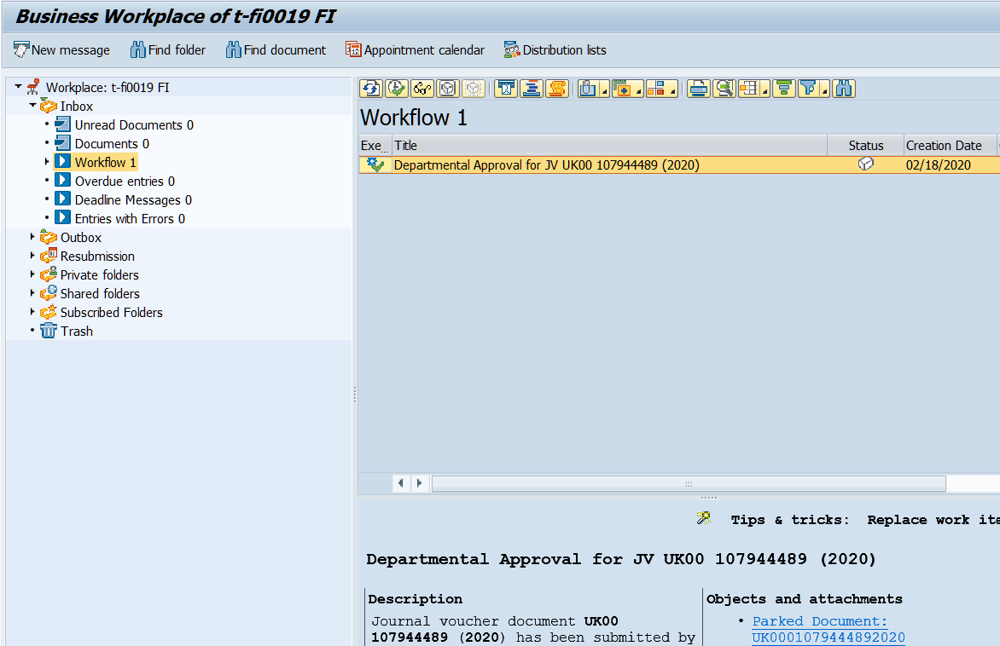 Business Workplace of t-fi0019 FI
New message Find folder Find document Appointment calendar Distribution lists
Workplace: t-fi0019 FI
Inbox
Unread Documents 0
Documents 0
Workflow 1
Overdue entries 0
Deadline Messages 0
Entries with Errors 0
Outbox
Resubmission
Private folders
Shared folders
Subscribed Folders
Trash
Workflow 1
Exe... Title Status Creation Date
Departmental Approval for JV UK00 107944489 (2020) 02/18/2020
Tips & tricks: Replace work ite
Departmental Approval for JV UK00 107944489 (2020)
Description
Journal voucher document UK00
107944489 (2020) has been submitted by
Objects and attachments
• Parked Document:
UK0001079444892020